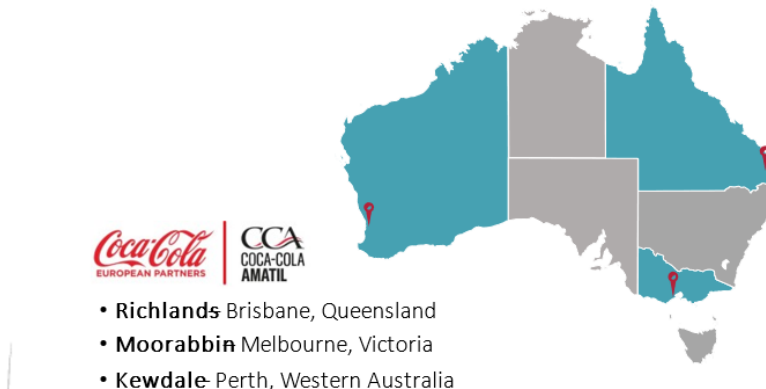 Coca-Cola
EUROPEAN PARTNERS
CCA
COCA-COLA
AMATIL
• Richlands- Brisbane, Queensland
• Moorabbin- Melbourne, Victoria
• Kewdale- Perth, Western Australia